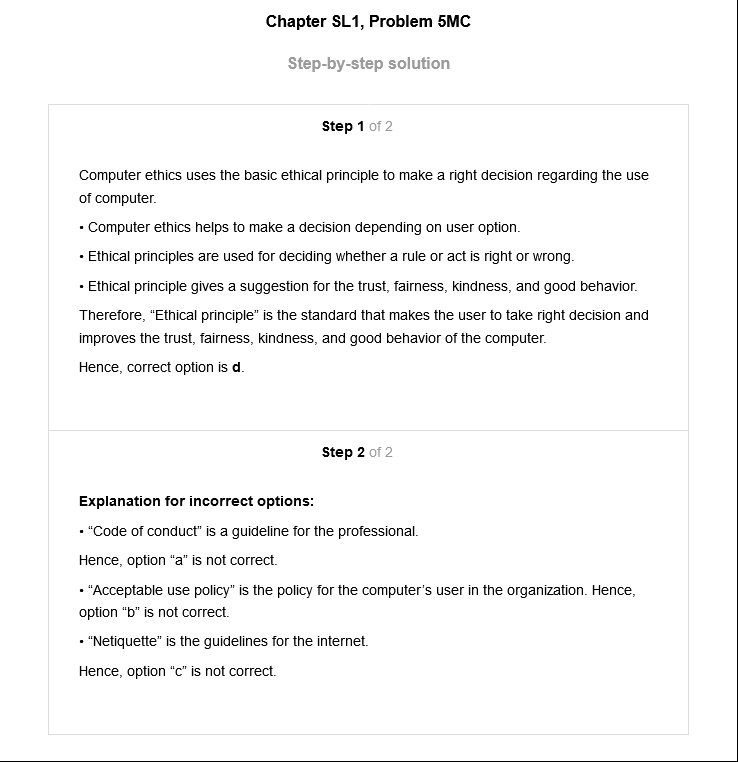 Chapter SL1, Problem 5MC
Step-by-step solution
Step 1 of 2
Computer ethics uses the basic ethical principle to make a right decision regarding the use
of computer.
• Computer ethics helps to make a decision depending on user option.
• Ethical principles are used for deciding whether a rule or act is right or wrong.
• Ethical principle gives a suggestion for the trust, fairness, kindness, and good behavior.
Therefore, “Ethical principle” is the standard that makes the user to take right decision and
improves the trust, fairness, kindness, and good behavior of the computer.
Hence, correct option is d.
Step 2 of 2
Explanation for incorrect options:
• “Code of conduct” is a guideline for the professional.
Hence, option “a” is not correct.
• “Acceptable use policy” is the policy for the computer’s user in the organization. Hence,
option “b” is not correct.
• “Netiquette” is the guidelines for the internet.
Hence, option “c” is not correct.